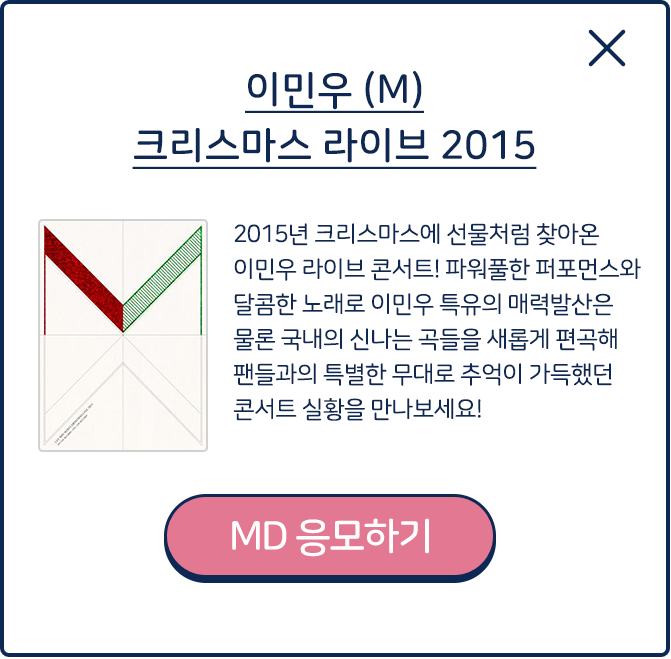 이민우 (M)
크리스마스 라이브 2015
2015년 크리스마스에 선물처럼 찾아온
이민우 라이브 콘서트! 파워풀한 퍼포먼스와
달콤한 노래로 이민우 특유의 매력발산은
물론 국내의 신나는 곡들을 새롭게 편곡해
팬들과의 특별한 무대로 추억이 가득했던
콘서트 실황을 만나보세요!
MD 응모하기